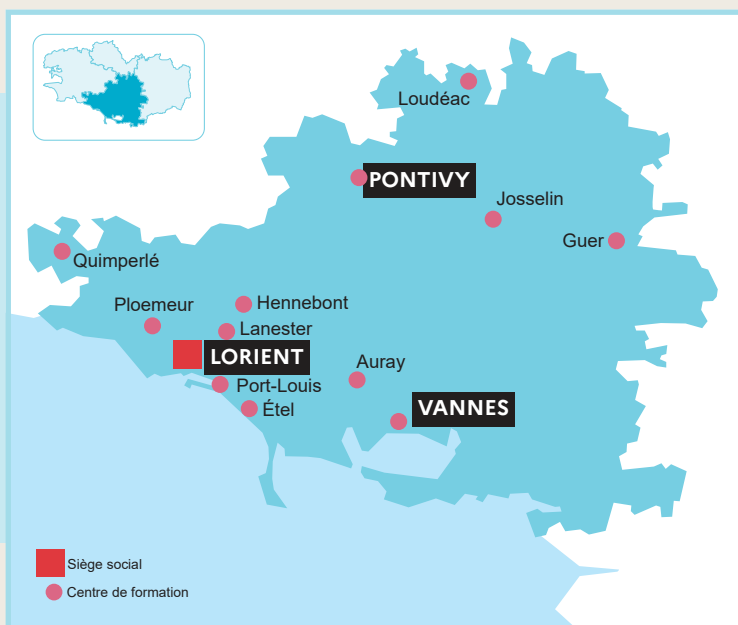 Loudéac
PONTIVY
Josselin
Guer
Quimperlé
Ploemeur
Hennebont
Lanester
LORIENT
Auray
Port-Louis
Étel
VANNES
Siège social
Centre de formation